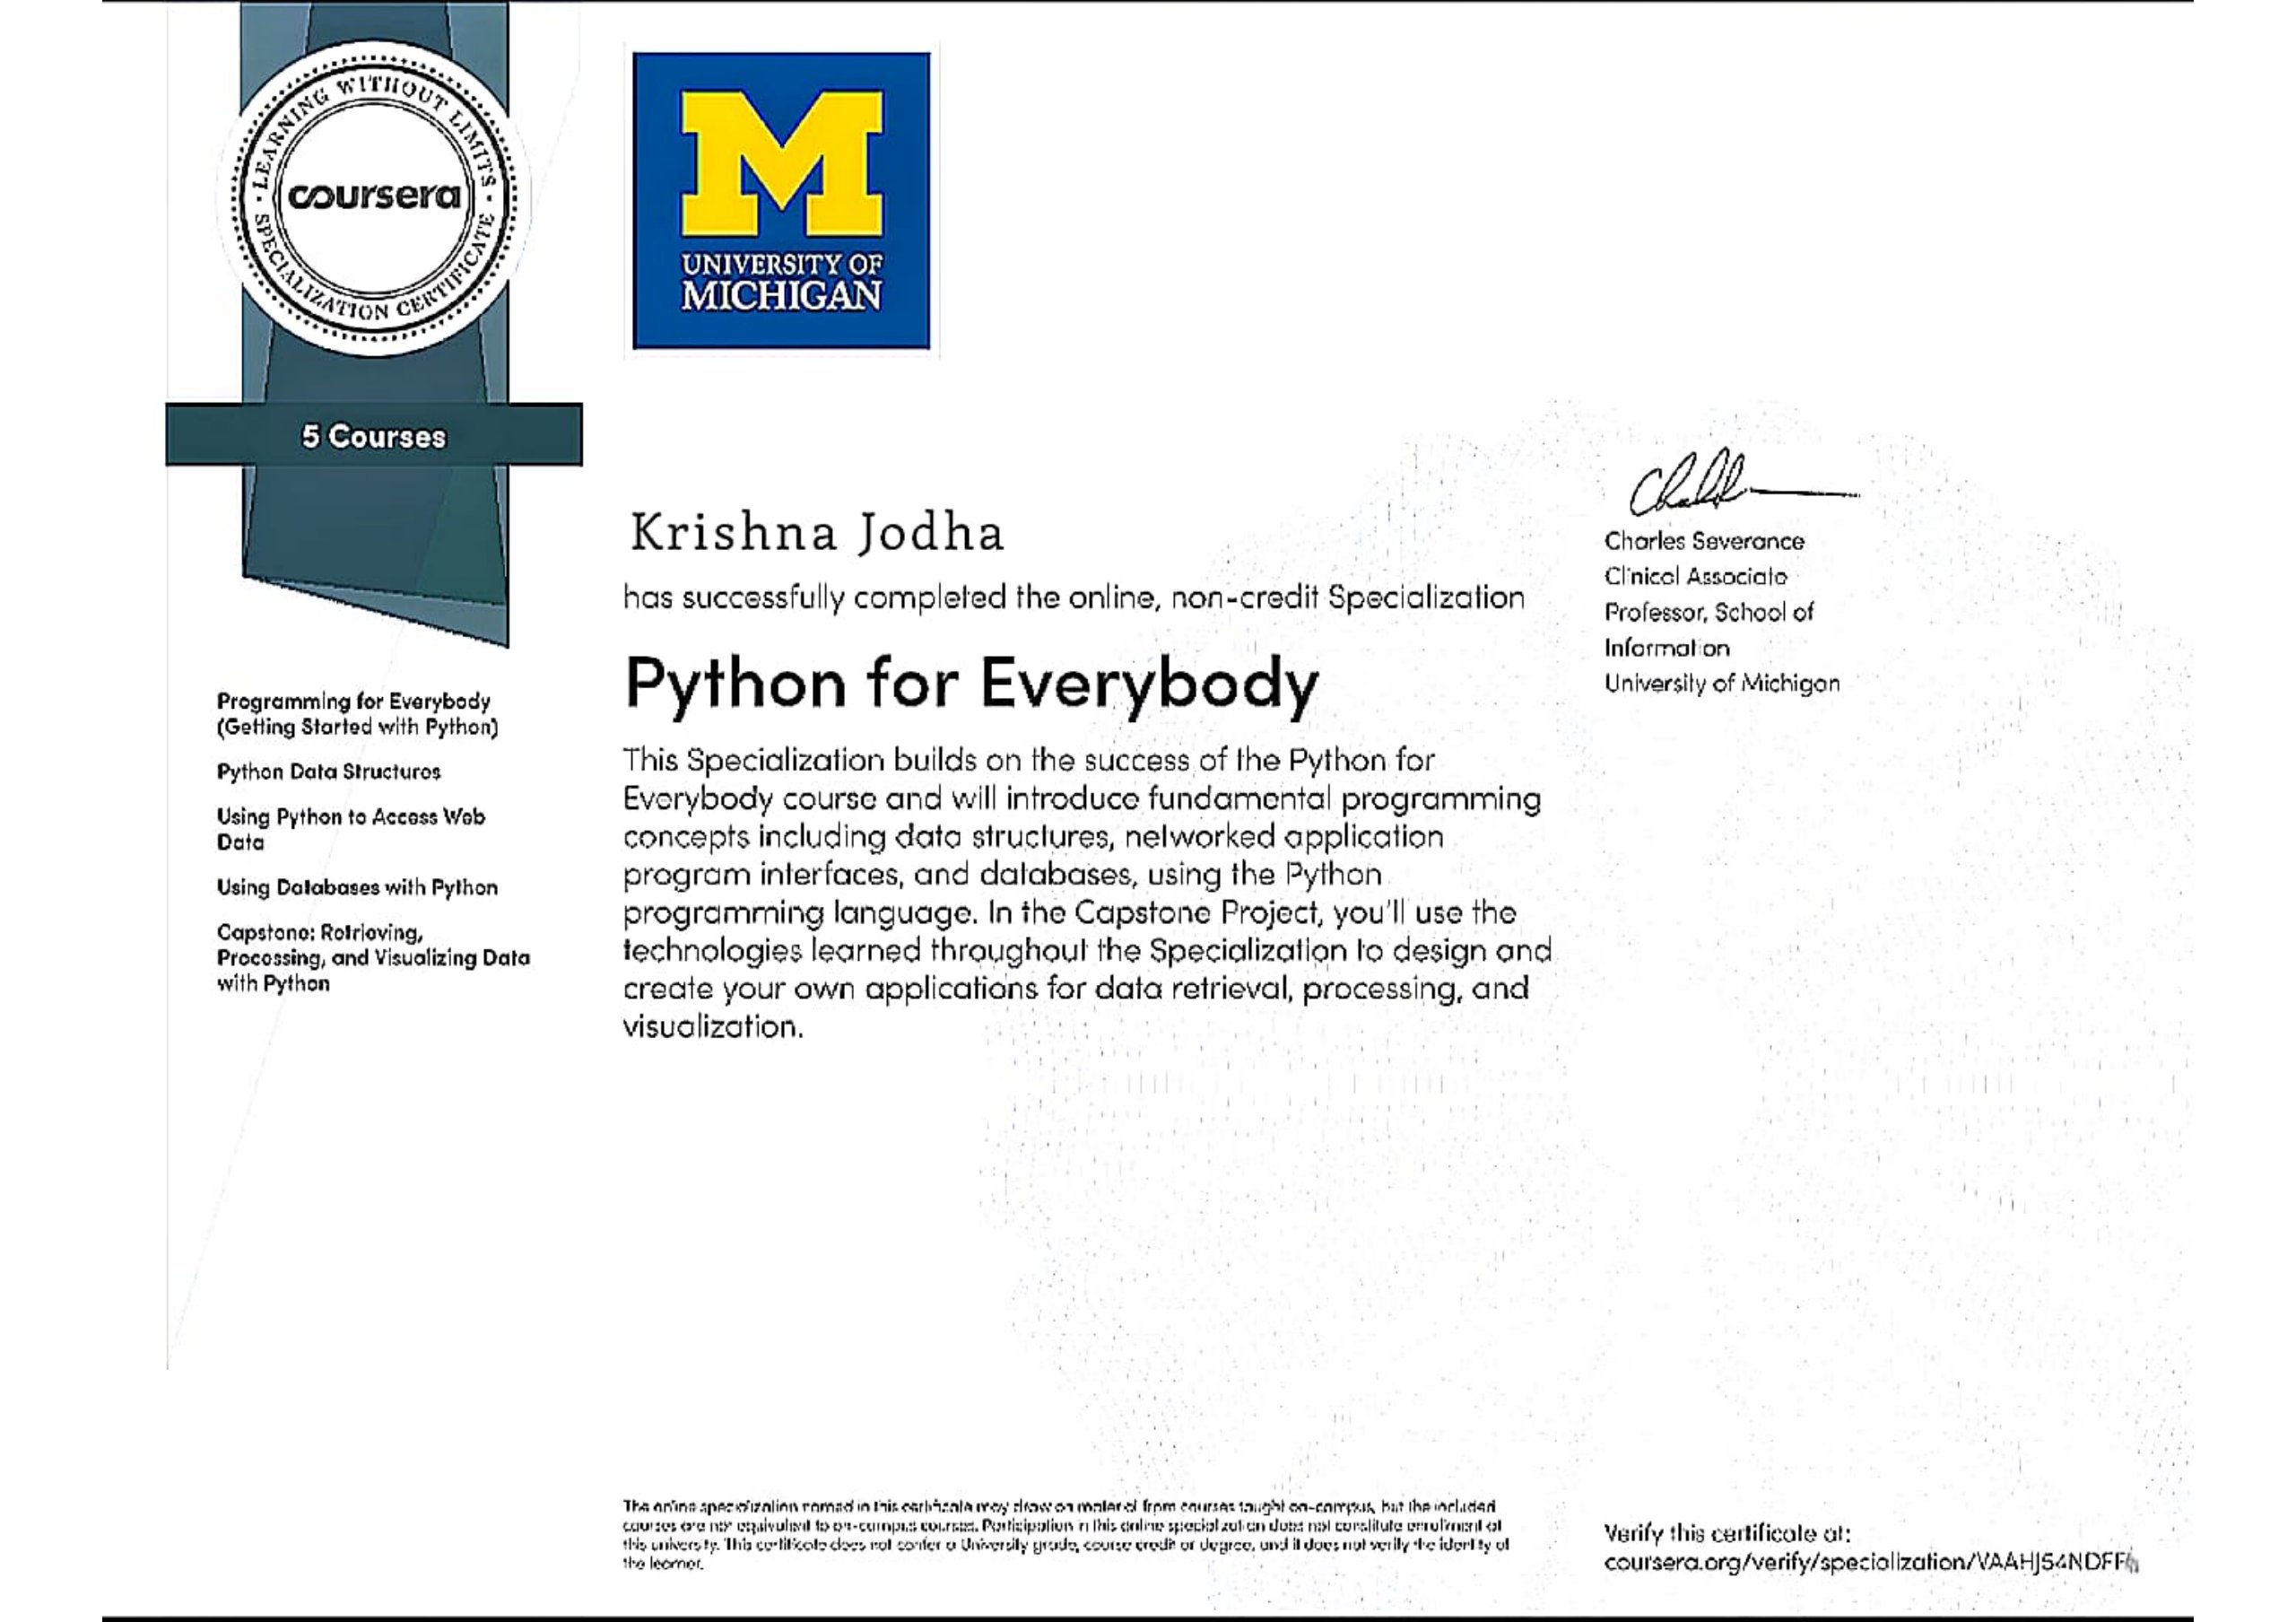 LEARNING WITHOUT LIMITS
coursera
SPECIALIZATION CERTIFICATE
5 Courses
Programming for Everybody
(Getting Started with Python)
Python Data Structures
Using Python to Access Web
Data
Using Databases with Python
Capstone: Retrieving,
Processing, and Visualizing Data
with Python
M
UNIVERSITY OF
MICHIGAN
Krishna Jodha
has successfully completed the online, non-credit Specialization
Python for Everybody
This Specialization builds on the success of the Python for
Everybody course and will introduce fundamental programming
concepts including data structures, networked application
program interfaces, and databases, using the Python
programming language. In the Capstone Project, you'll use the
technologies learned throughout the Specialization to design and
create your own applications for data retrieval, processing, and
visualization.
Charles Severance
Clinical Associate
Professor, School of
Information
University of Michigan
The online specialization named in this certificate may draw on material from courses taught on-campus, but the included
courses are not equivalent to on-campus courses. Participation in this online specialization does not constitute enrollment at
this university. This certificate does not confer a University grade, course credit or degree, and it does not verify the identity of
the learner.
Verify this certificate at:
coursera.org/verify/specialization/